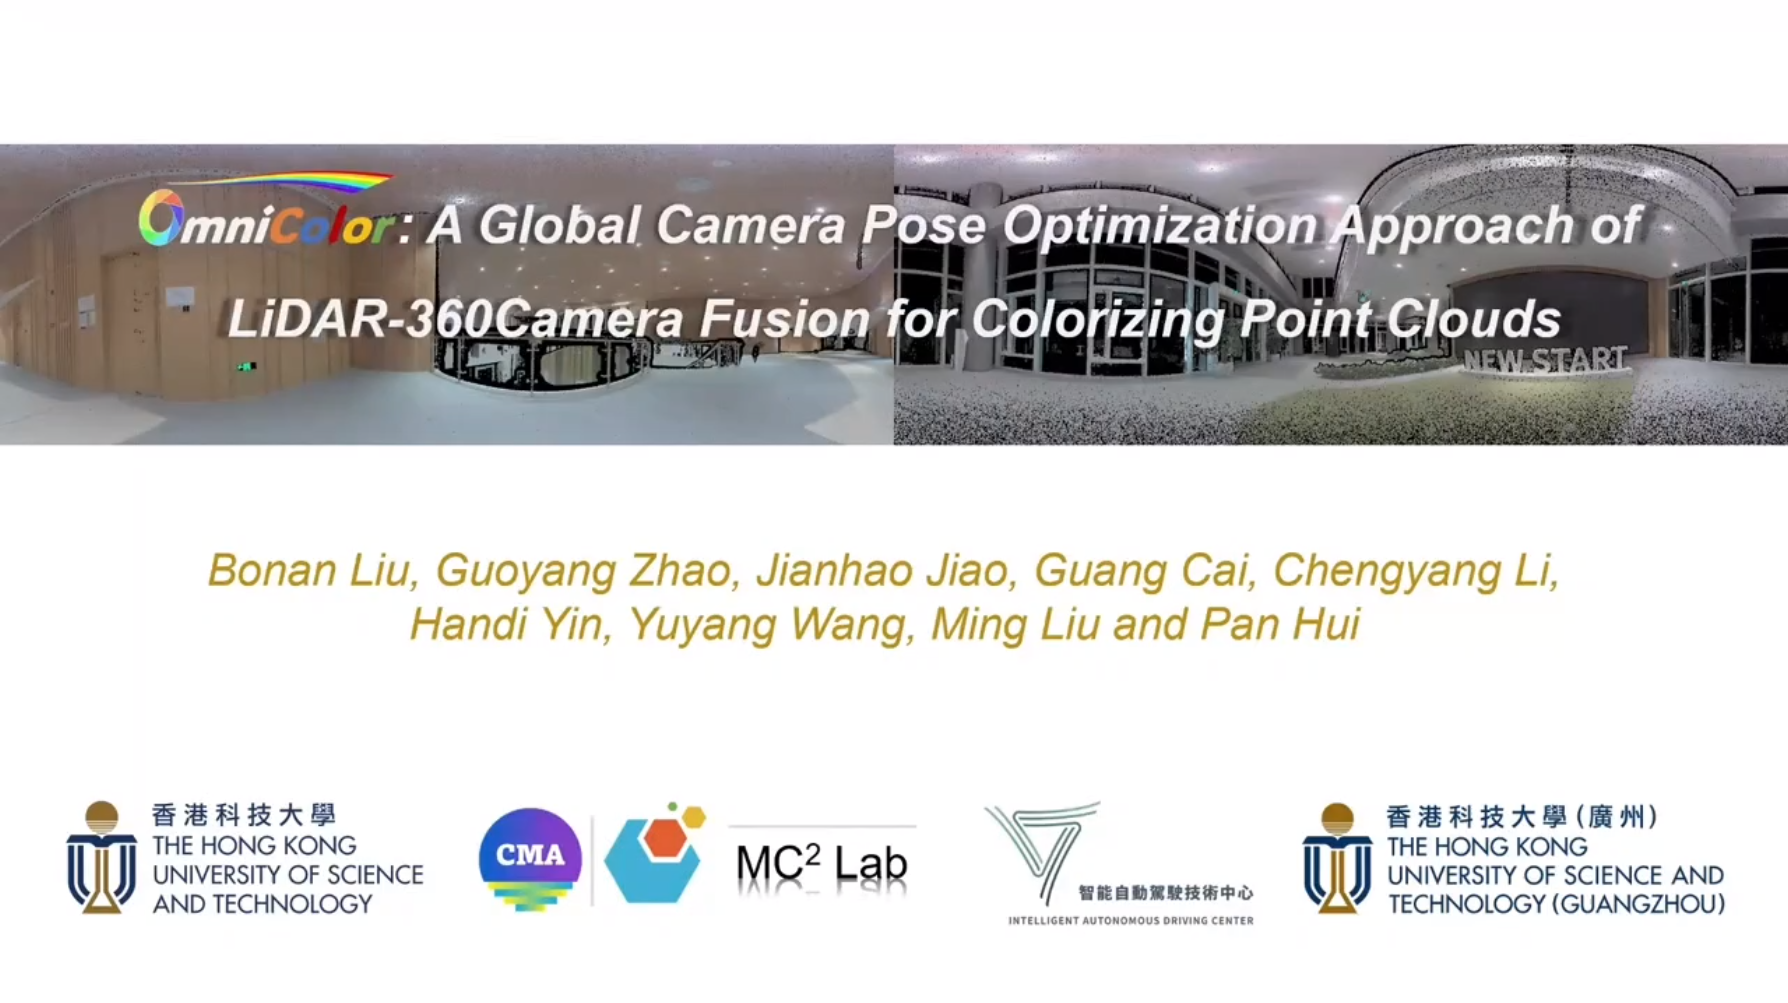 OmniColor: A Global Camera Pose Optimization Approach of
LiDAR-360Camera Fusion for Colorizing Point Clouds
NEW START
Bonan Liu, Guoyang Zhao, Jianhao Jiao, Guang Cai, Chengyang Li,
Handi Yin, Yuyang Wang, Ming Liu and Pan Hui
香港科技大學
THE HONG KONG
UNIVERSITY OF SCIENCE
AND TECHNOLOGY
CMA
MC² Lab
智能自動駕駛技術中心
INTELLIGENT AUTONOMOUS DRIVING CENTER
香港科技大學(廣州)
THE HONG KONG
UNIVERSITY OF SCIENCE AND
TECHNOLOGY (GUANGZHOU)